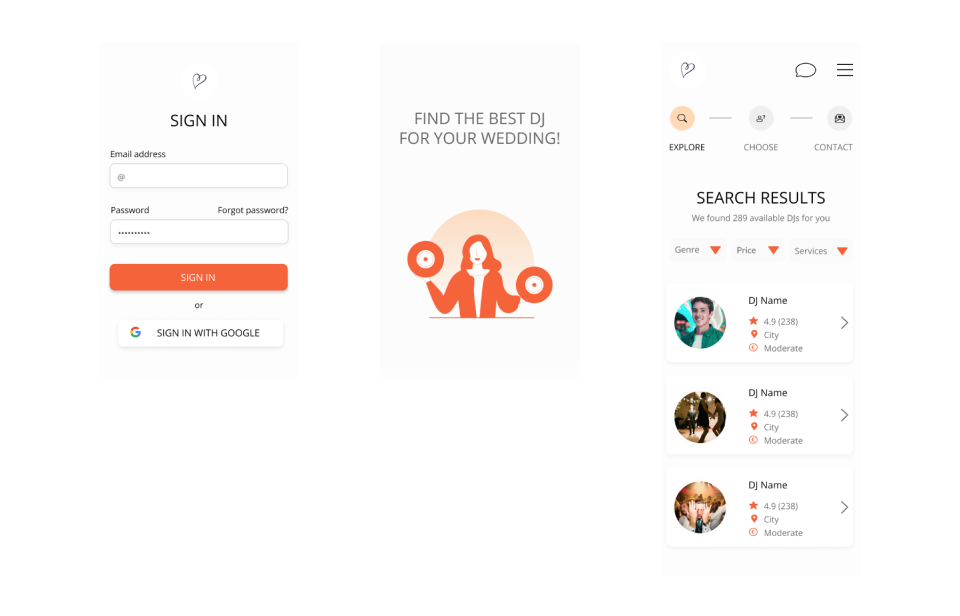 SIGN IN
Email address
@
Password Forgot password?
••••••••••
SIGN IN
or
SIGN IN WITH GOOGLE
FIND THE BEST DJ
FOR YOUR WEDDING!
EXPLORE CHOOSE CONTACT
SEARCH RESULTS
We found 289 available DJs for you
Genre Price Services
DJ Name
4.9 (238)
City
Moderate
DJ Name
4.9 (238)
City
Moderate
DJ Name
4.9 (238)
City
Moderate